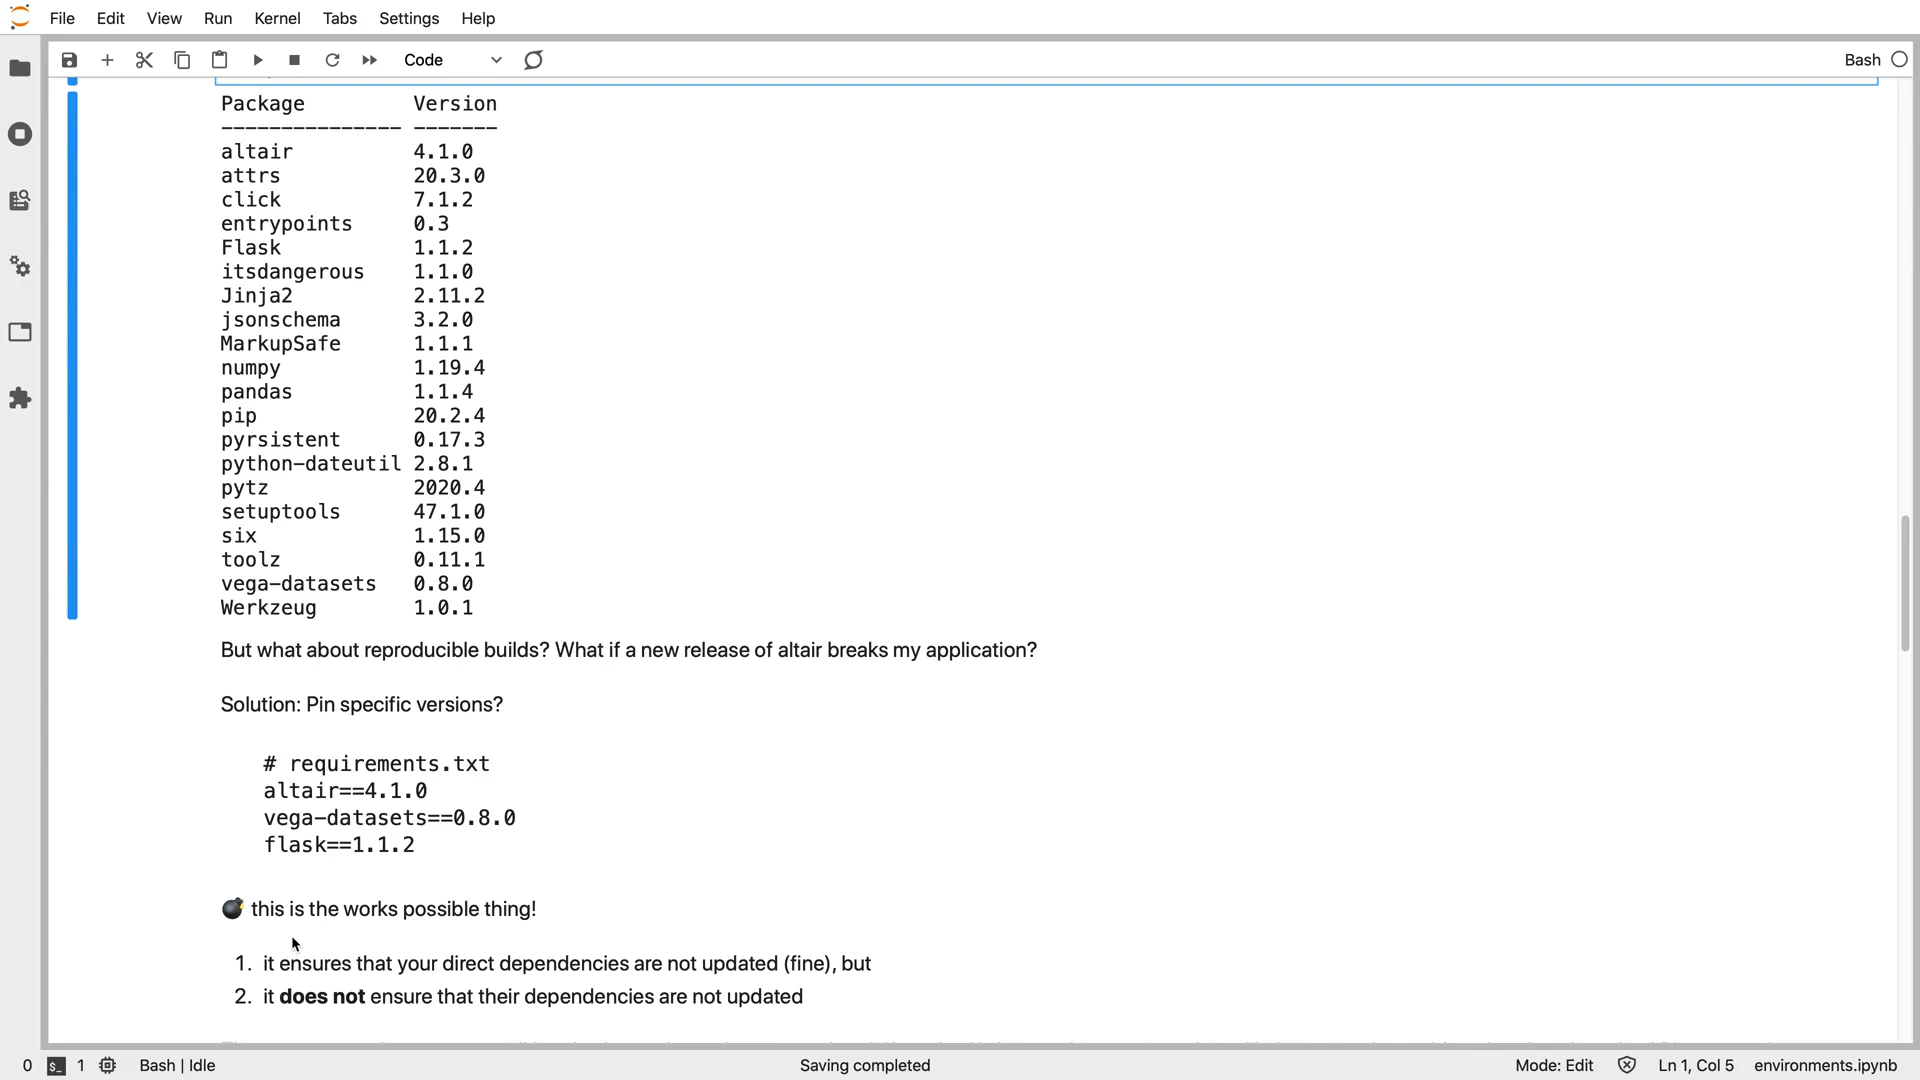 File Edit View Run Kernel Tabs Settings Help
Code Bash
Package Version
--------------- -------
altair 4.1.0
attrs 20.3.0
click 7.1.2
entrypoints 0.3
Flask 1.1.2
itsdangerous 1.1.0
Jinja2 2.11.2
jsonschema 3.2.0
MarkupSafe 1.1.1
numpy 1.19.4
pandas 1.1.4
pip 20.2.4
pyrsistent 0.17.3
python-dateutil 2.8.1
pytz 2020.4
setuptools 47.1.0
six 1.15.0
toolz 0.11.1
vega-datasets 0.8.0
Werkzeug 1.0.1
But what about reproducible builds? What if a new release of altair breaks my application?
Solution: Pin specific versions?
# requirements.txt
altair==4.1.0
vega-datasets==0.8.0
flask==1.1.2
💣 this is the works possible thing!
1. it ensures that your direct dependencies are not updated (fine), but
2. it does not ensure that their dependencies are not updated
0 $_ 1 Bash | Idle Saving completed Mode: Edit Ln 1, Col 5 environments.ipynb